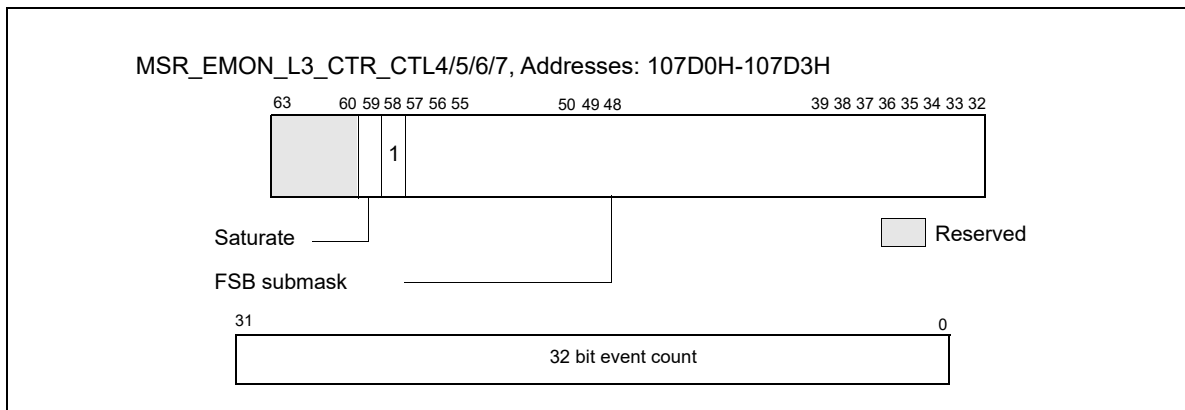 MSR_EMON_L3_CTR_CTL4/5/6/7, Addresses: 107D0H-107D3H
63 60 59 58 57 56 55 50 49 48 39 38 37 36 35 34 33 32
1
Saturate
Reserved
FSB submask
31 0
32 bit event count